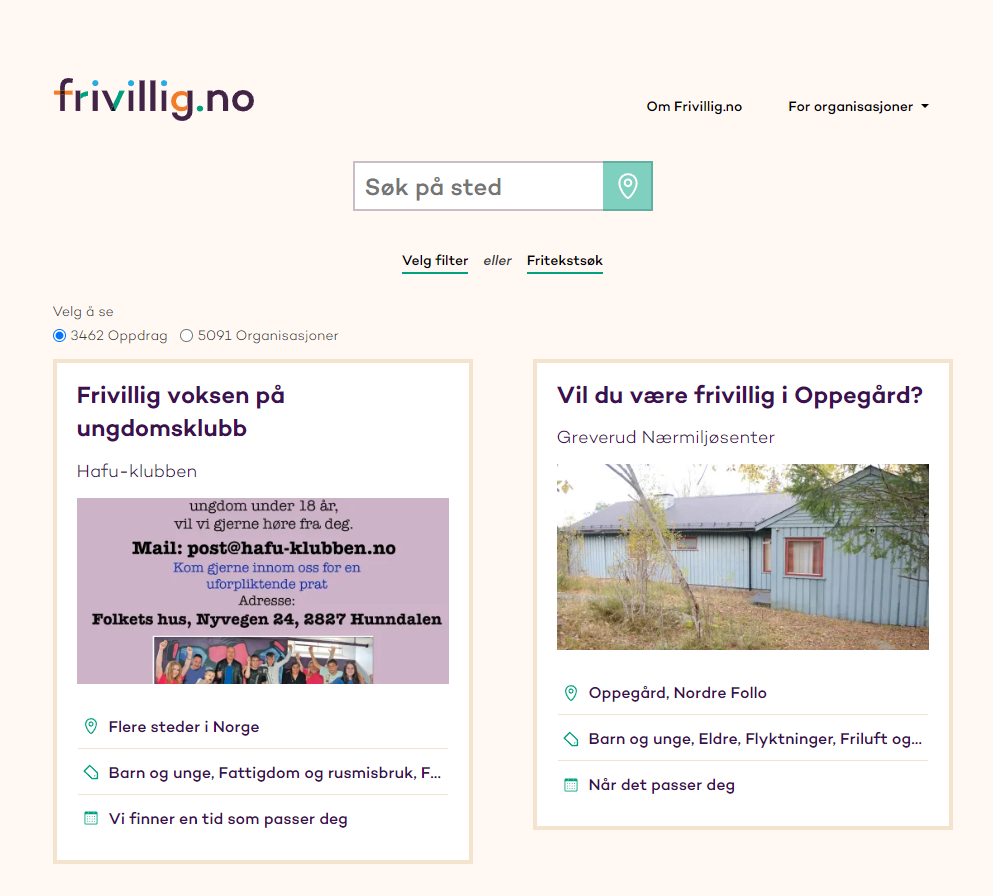 frivillig.no
Om Frivillig.no
For organisasjoner
Søk på sted
Velg filter eller Fritekstsøk
Velg å se
3462 Oppdrag 5091 Organisasjoner
Frivillig voksen på
ungdomsklubb
Hafu-klubben
ungdom under 18 år,
vil vi gjerne høre fra deg.
Mail: post@hafu-klubben.no
Kom gjerne innom oss for en
uforpliktende prat
Adresse:
Folkets hus, Nyvegen 24, 2827 Hunndalen
Flere steder i Norge
Barn og unge, Fattigdom og rusmisbruk, F...
Vi finner en tid som passer deg
Vil du være frivillig i Oppegård?
Greverud Nærmiljøsenter
Oppegård, Nordre Follo
Barn og unge, Eldre, Flyktninger, Friluft og...
Når det passer deg